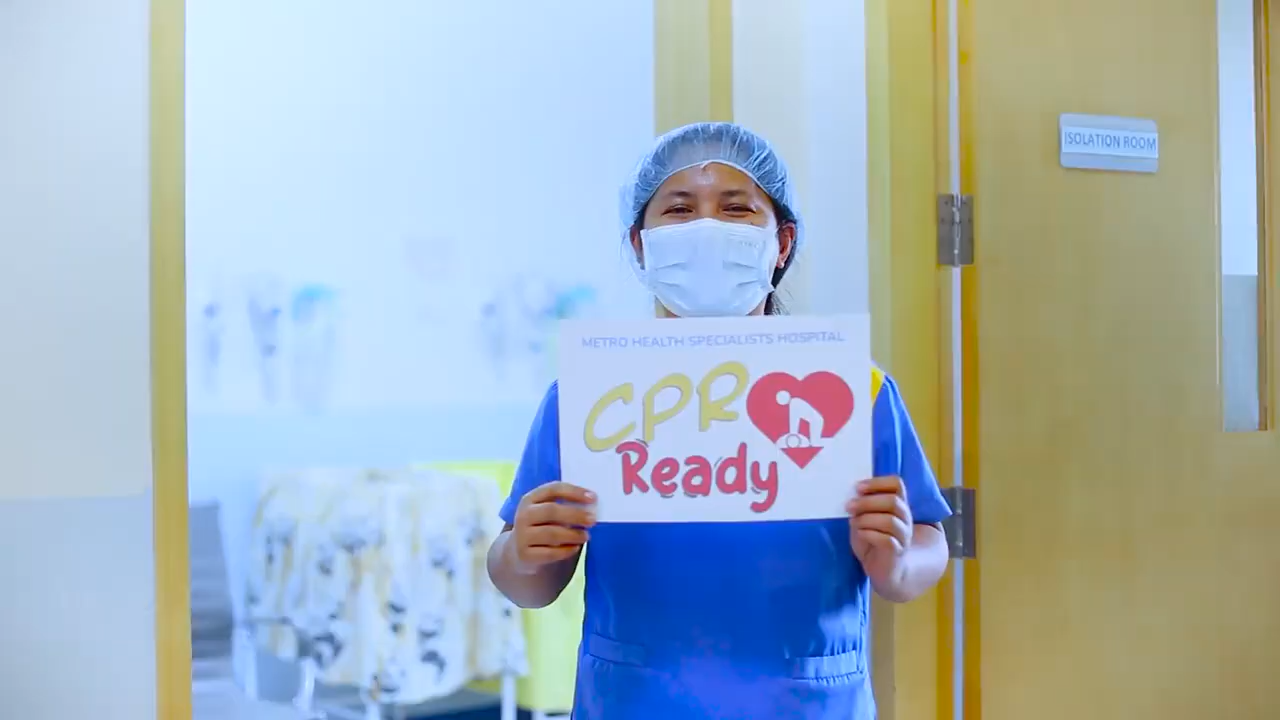 ISOLATION ROOM
METRO HEALTH SPECIALISTS HOSPITAL
CPR
Ready